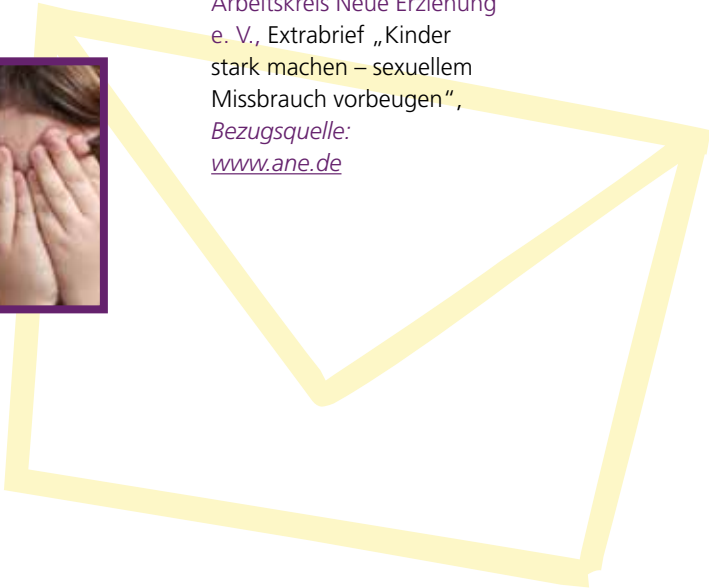 Arbeitskreis Neue Erziehung
e. V., Extrabrief „Kinder
stark machen – sexuellem
Missbrauch vorbeugen“,
Bezugsquelle:
www.ane.de